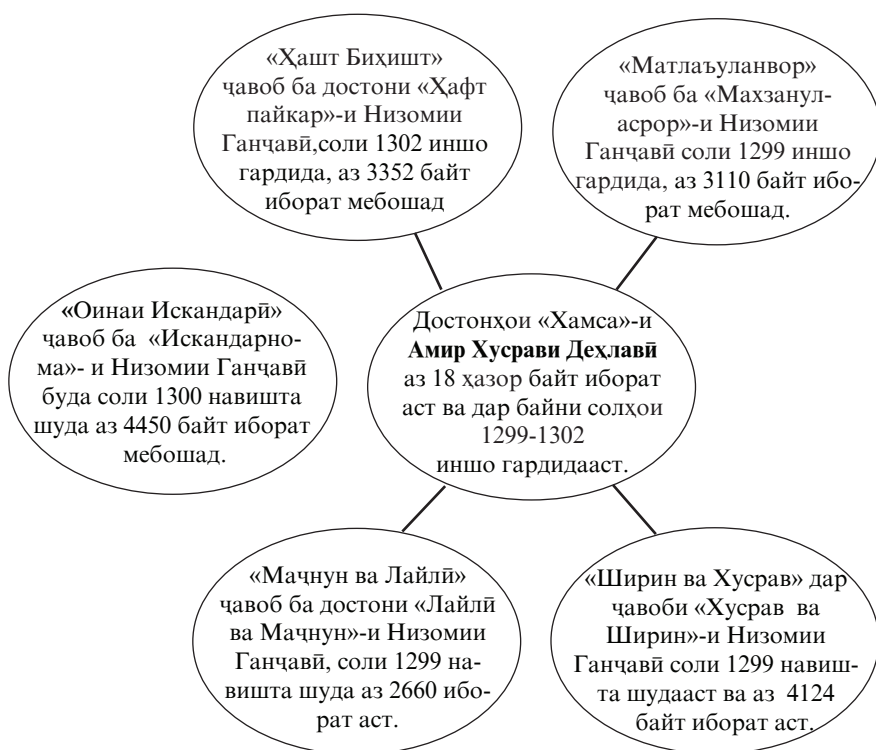 «Ҳашт Биҳишт»
ҷавоб ба достони «Ҳафт
пайкар»-и Низомии
Ганҷавӣ,соли 1302 иншо
гардида, аз 3352 байт
иборат мебошад
«Матлаъуланвор»
ҷавоб ба «Махзанул-
асрор»-и Низомии
Ганҷавӣ соли 1299 иншо
гардида, аз 3110 байт ибо-
рат мебошад.
«Оинаи Искандарӣ»
ҷавоб ба «Искандарно-
ма»- и Низомии Ганҷавӣ
буда соли 1300 навишта
шуда аз 4450 байт иборат
мебошад.
Достонҳои «Хамса»-и
Амир Хусрави Деҳлавӣ
аз 18 ҳазор байт иборат
аст ва дар байни солҳои
1299-1302
иншо гардидааст.
«Маҷнун ва Лайлӣ»
ҷавоб ба достони «Лайлӣ
ва Маҷнун»-и Низомии
Ганҷавӣ, соли 1299 на-
вишта шуда аз 2660 ибо-
рат аст.
«Ширин ва Хусрав» дар
ҷавоби «Хусрав ва
Ширин»-и Низомии
Ганҷавӣ соли 1299 навиш-
та шудааст ва аз 4124
байт иборат аст.